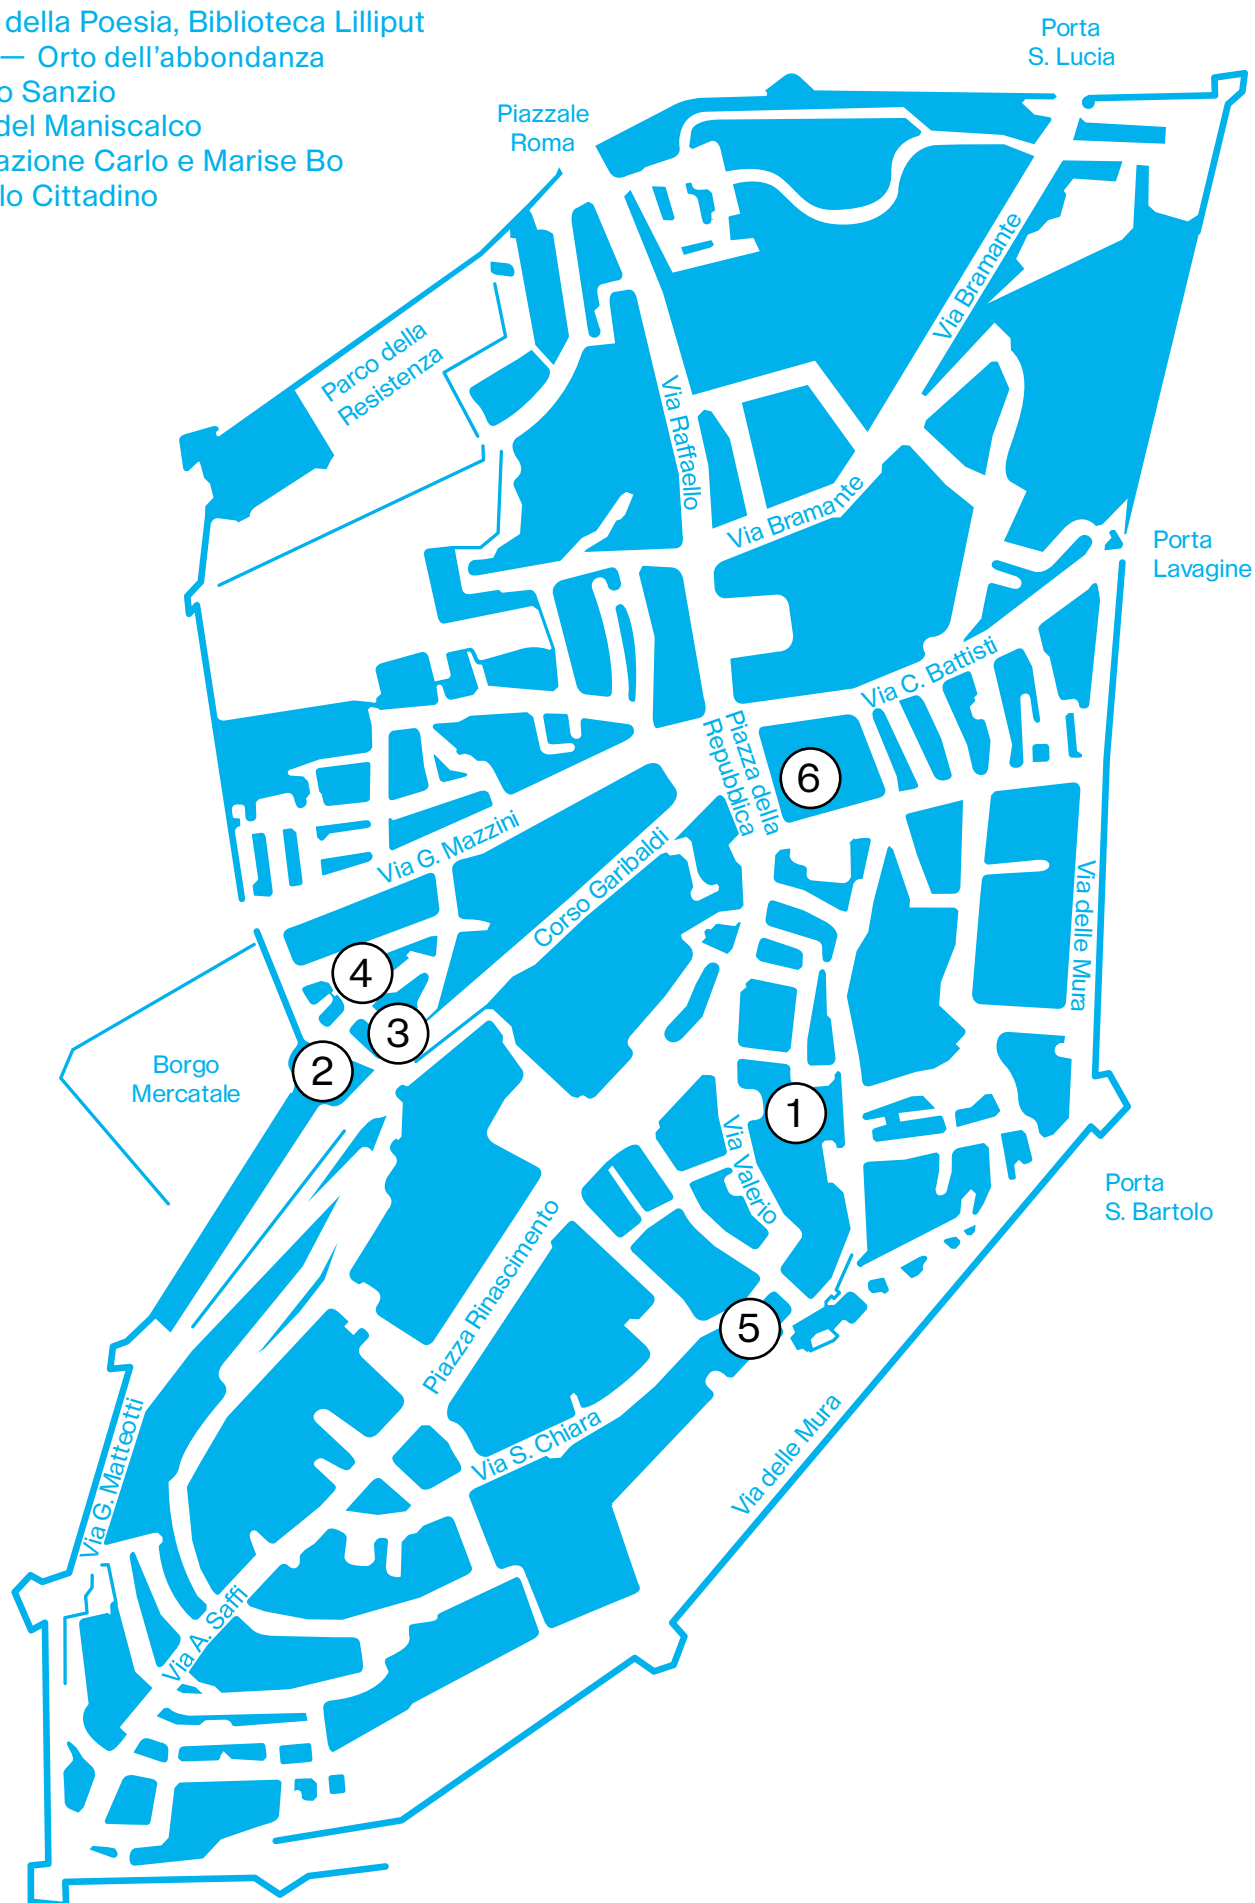 della Poesia, Biblioteca Lilliput
— Orto dell'abbondanza
o Sanzio
del Maniscalco
azione Carlo e Marise Bo
lo Cittadino
Porta
S. Lucia
Piazzale
Roma
Via Bramante
Parco della
Resistenza
Via Raffaello
Via Bramante
Porta
Lavagine
Via C. Battisti
Piazza della
Repubblica
6
Via G. Mazzini
Corso Garibaldi
Via delle Mura
4
3
2
Borgo
Mercatale
1
Via Valerio
Porta
S. Bartolo
Piazza Rinascimento
5
Via G. Matteotti
Via S. Chiara
Via delle Mura
Via A. Saffi